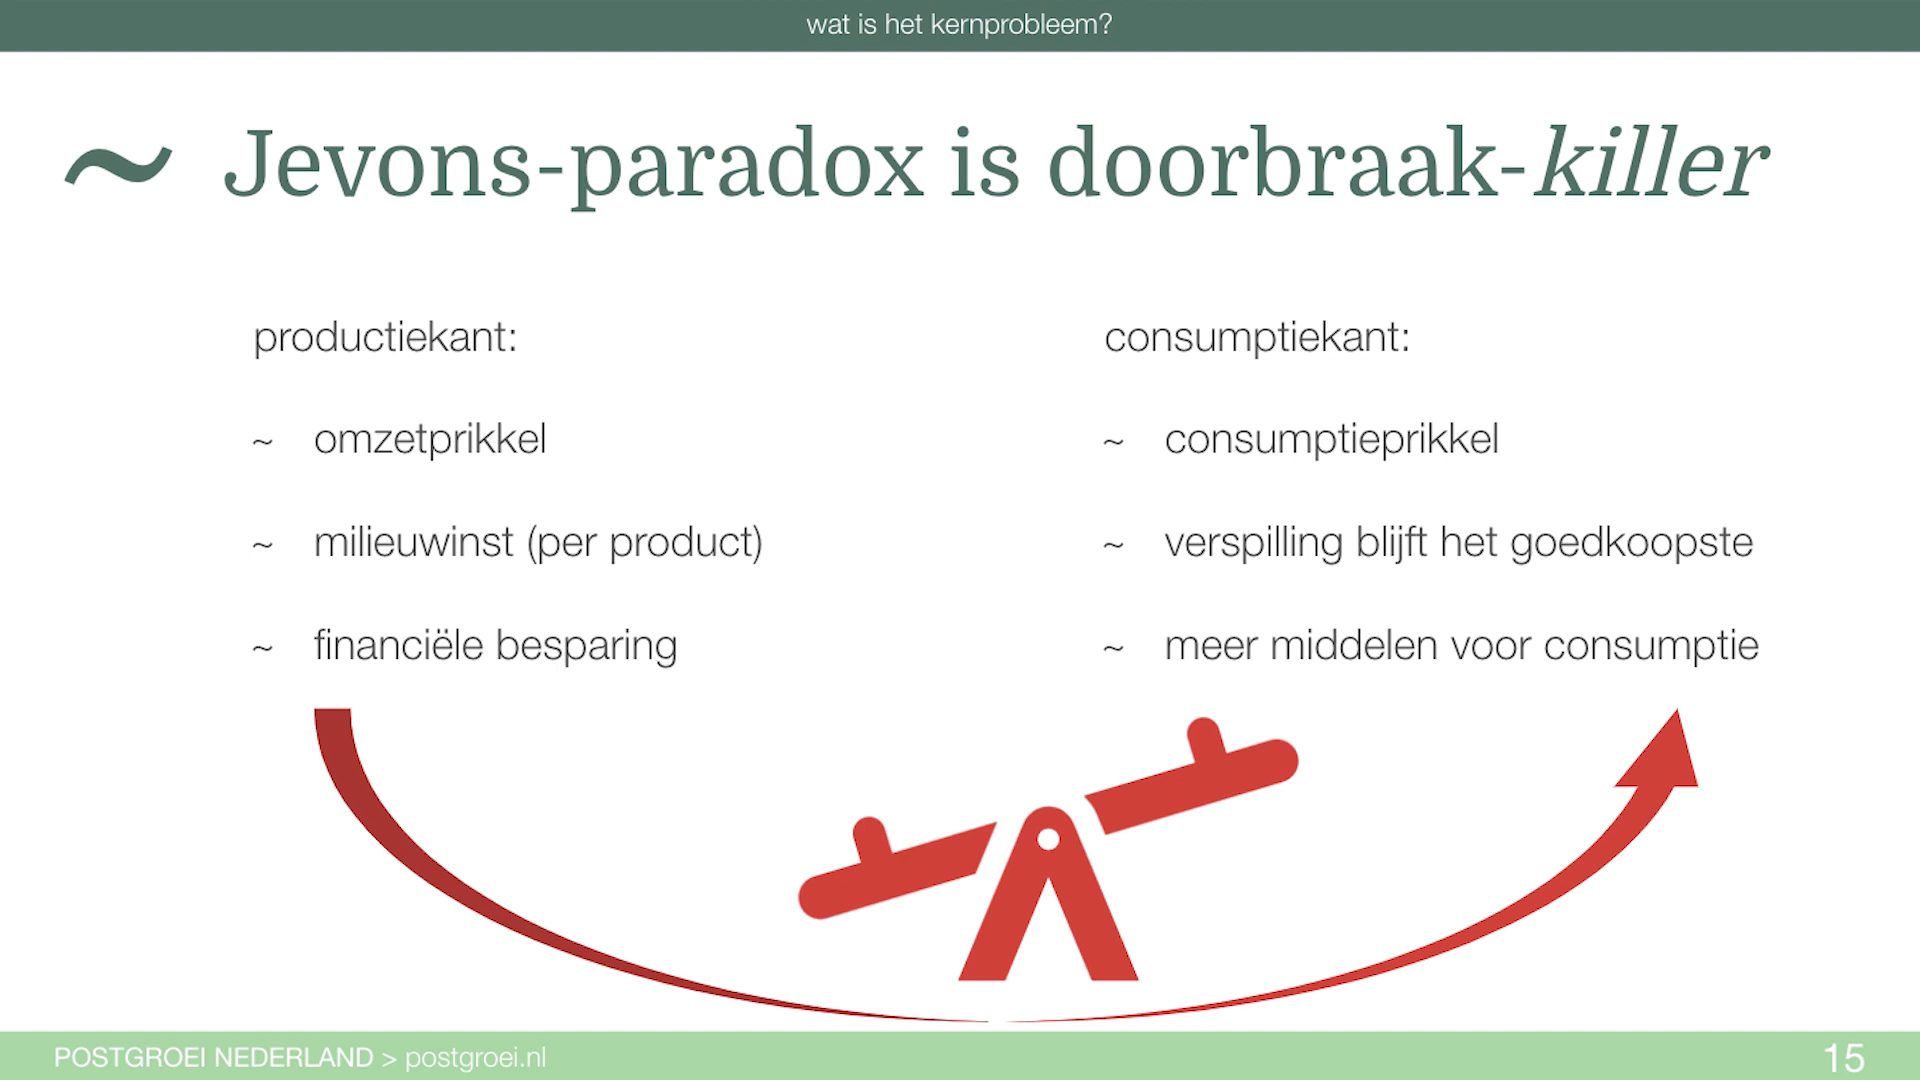 wat is het kernprobleem?
~ Jevons-paradox is doorbraak-killer
productiekant:
~ omzetprikkel
~ milieuwinst (per product)
~ financiële besparing
consumptiekant:
~ consumptieprikkel
~ verspilling blijft het goedkoopste
~ meer middelen voor consumptie
POSTGROEI NEDERLAND > postgroei.nl
15